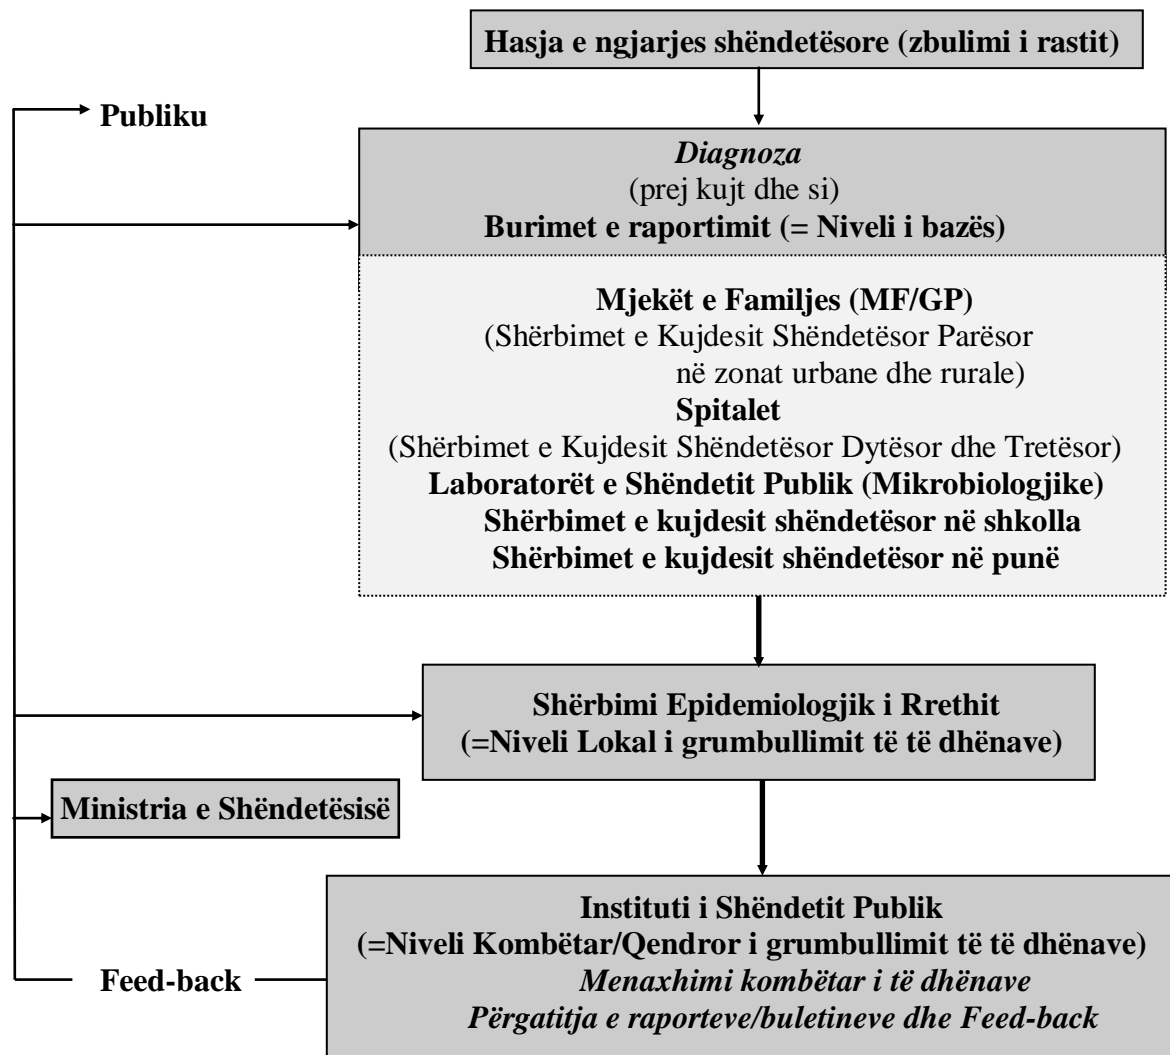 Hasja e ngjarjes shëndetësore (zbulimi i rastit)
Publiku
Diagnoza
(prej kujt dhe si)
Burimet e raportimit (= Niveli i bazës)
Mjekët e Familjes (MF/GP)
(Shërbimet e Kujdesit Shëndetësor Parësor
në zonat urbane dhe rurale)
Spitalet
(Shërbimet e Kujdesit Shëndetësor Dytësor dhe Tretësor)
Laboratorët e Shëndetit Publik (Mikrobiologjike)
Shërbimet e kujdesit shëndetësor në shkolla
Shërbimet e kujdesit shëndetësor në punë
Shërbimi Epidemiologjik i Rrethit
(=Niveli Lokal i grumbullimit të të dhënave)
Ministria e Shëndetësisë
Instituti i Shëndetit Publik
(=Niveli Kombëtar/Qendror i grumbullimit të të dhënave)
Feed-back
Menaxhimi kombëtar i të dhënave
Përgatitja e raporteve/buletineve dhe Feed-back